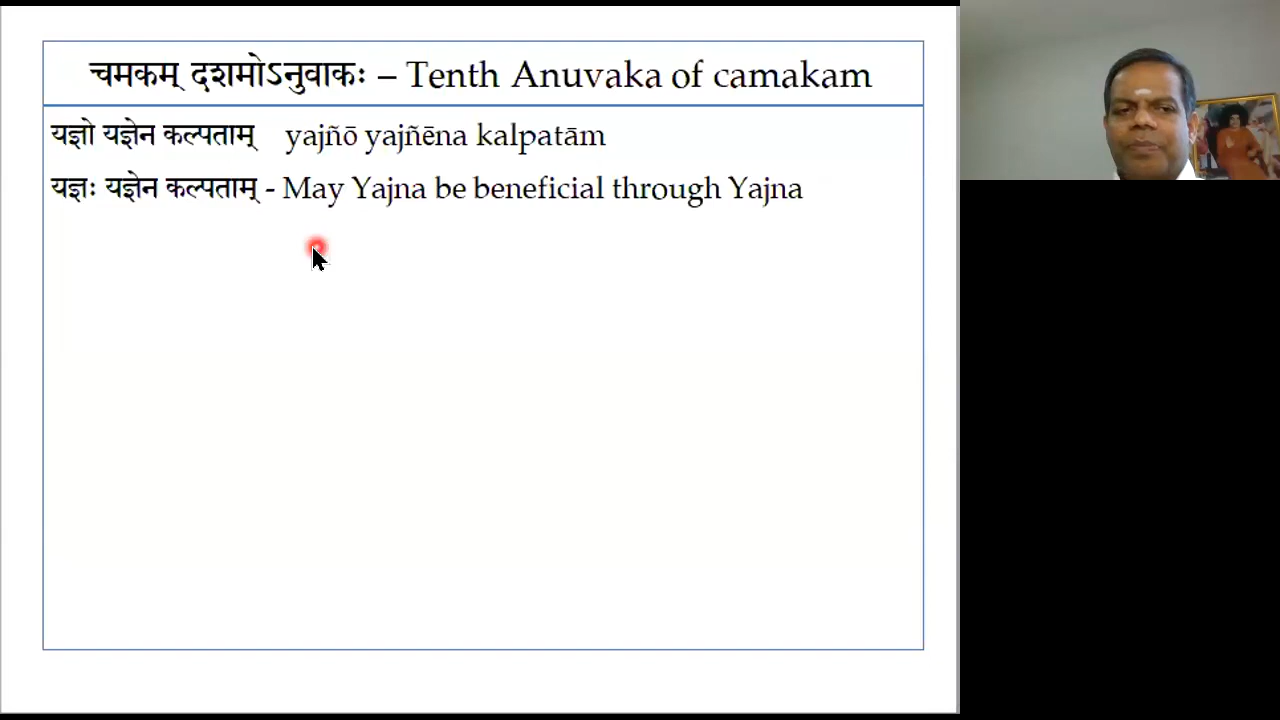 चमकम् दशमोऽनुवाकः – Tenth Anuvaka of camakam
यज्ञो यज्ञेन कल्पताम् yajñō yajñēna kalpatām
यज्ञः यज्ञेन कल्पताम् - May Yajna be beneficial through Yajna